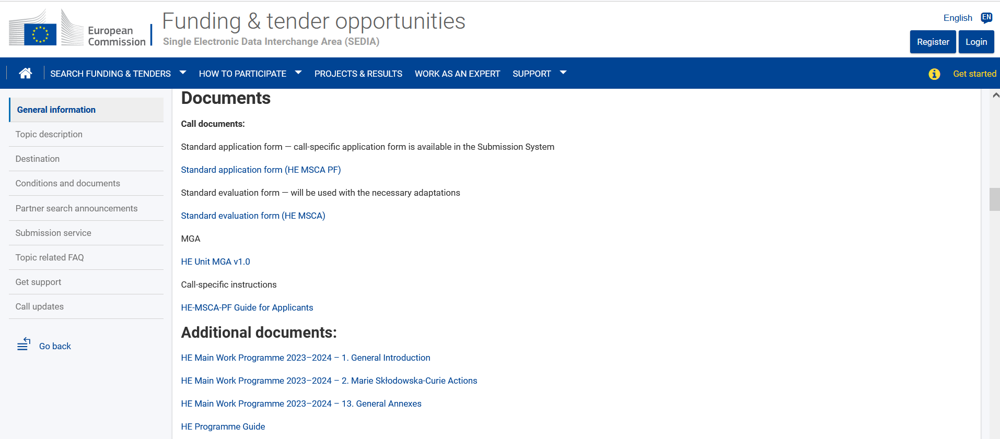 European
Commission
Funding & tender opportunities
Single Electronic Data Interchange Area (SEDIA)
English EN
Register Login
SEARCH FUNDING & TENDERS HOW TO PARTICIPATE PROJECTS & RESULTS WORK AS AN EXPERT SUPPORT Get started
General information
Topic description
Destination
Conditions and documents
Partner search announcements
Submission service
Topic related FAQ
Get support
Call updates
Go back
Documents
Call documents:
Standard application form — call-specific application form is available in the Submission System
Standard application form (HE MSCA PF)
Standard evaluation form — will be used with the necessary adaptations
Standard evaluation form (HE MSCA)
MGA
HE Unit MGA v1.0
Call-specific instructions
HE-MSCA-PF Guide for Applicants
Additional documents:
HE Main Work Programme 2023–2024 – 1. General Introduction
HE Main Work Programme 2023–2024 – 2. Marie Skłodowska-Curie Actions
HE Main Work Programme 2023–2024 – 13. General Annexes
HE Programme Guide